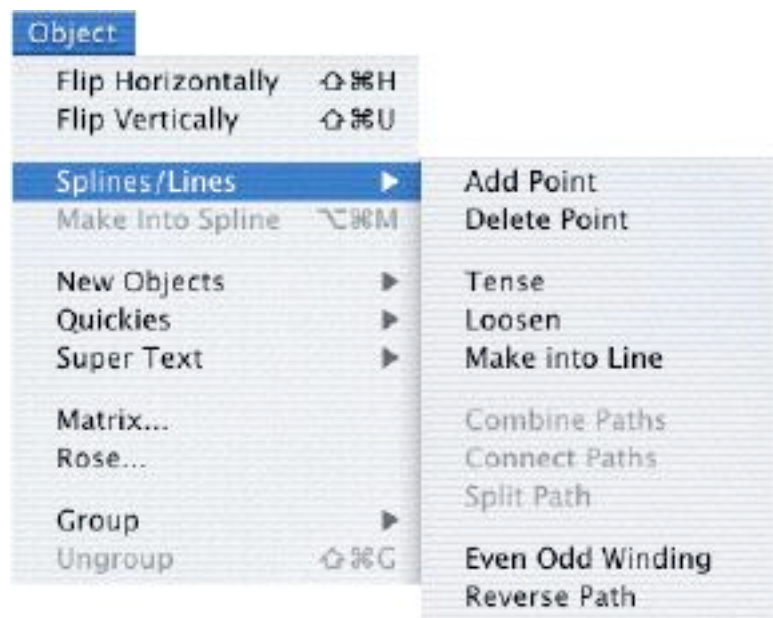 Object
Flip Horizontally ⇧⌘H
Flip Vertically ⇧⌘U
Splines/Lines ▶
Make Into Spline ⌥⌘M
New Objects ▶
Quickies ▶
Super Text ▶
Matrix...
Rose...
Group ▶
Ungroup ⇧⌘G
Add Point
Delete Point
Tense
Loosen
Make into Line
Combine Paths
Connect Paths
Split Path
Even Odd Winding
Reverse Path